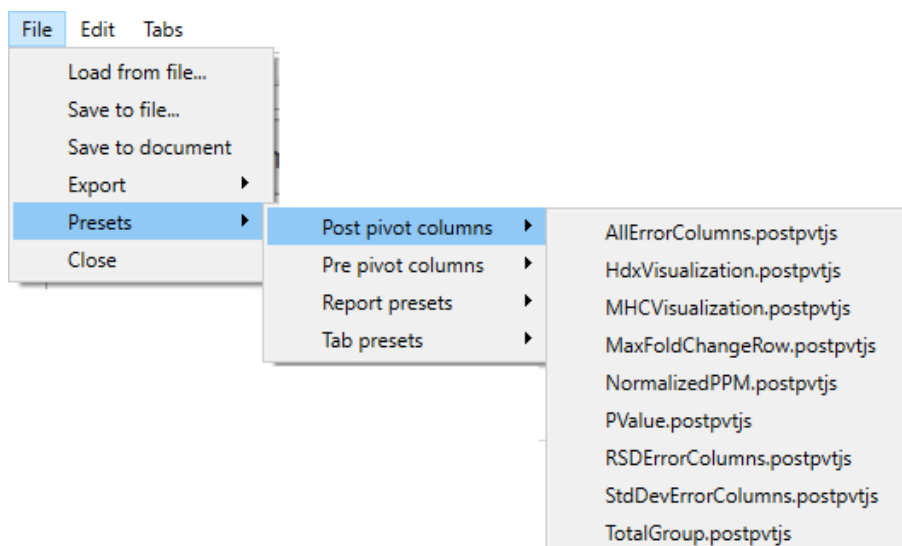 File Edit Tabs
Load from file...
Save to file...
Save to document
Export
Presets
Close
Post pivot columns
Pre pivot columns
Report presets
Tab presets
AllErrorColumns.postpvtjs
HdxVisualization.postpvtjs
MHCVisualization.postpvtjs
MaxFoldChangeRow.postpvtjs
NormalizedPPM.postpvtjs
PValue.postpvtjs
RSDErrorColumns.postpvtjs
StdDevErrorColumns.postpvtjs
TotalGroup.postpvtjs